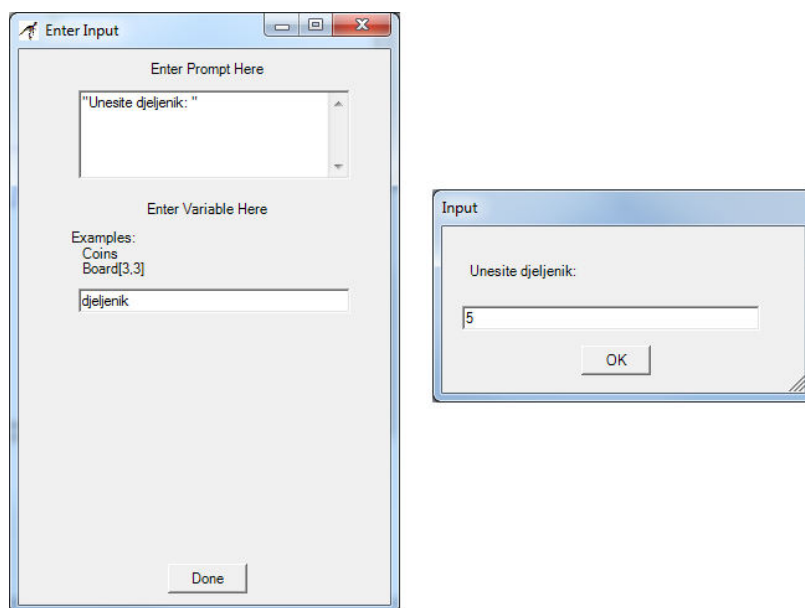 Enter Input
Enter Prompt Here
"Unesite djeljenik: "
Enter Variable Here
Examples:
Coins
Board[3,3]
djeljenik
Done
Input
Unesite djeljenik:
5
OK